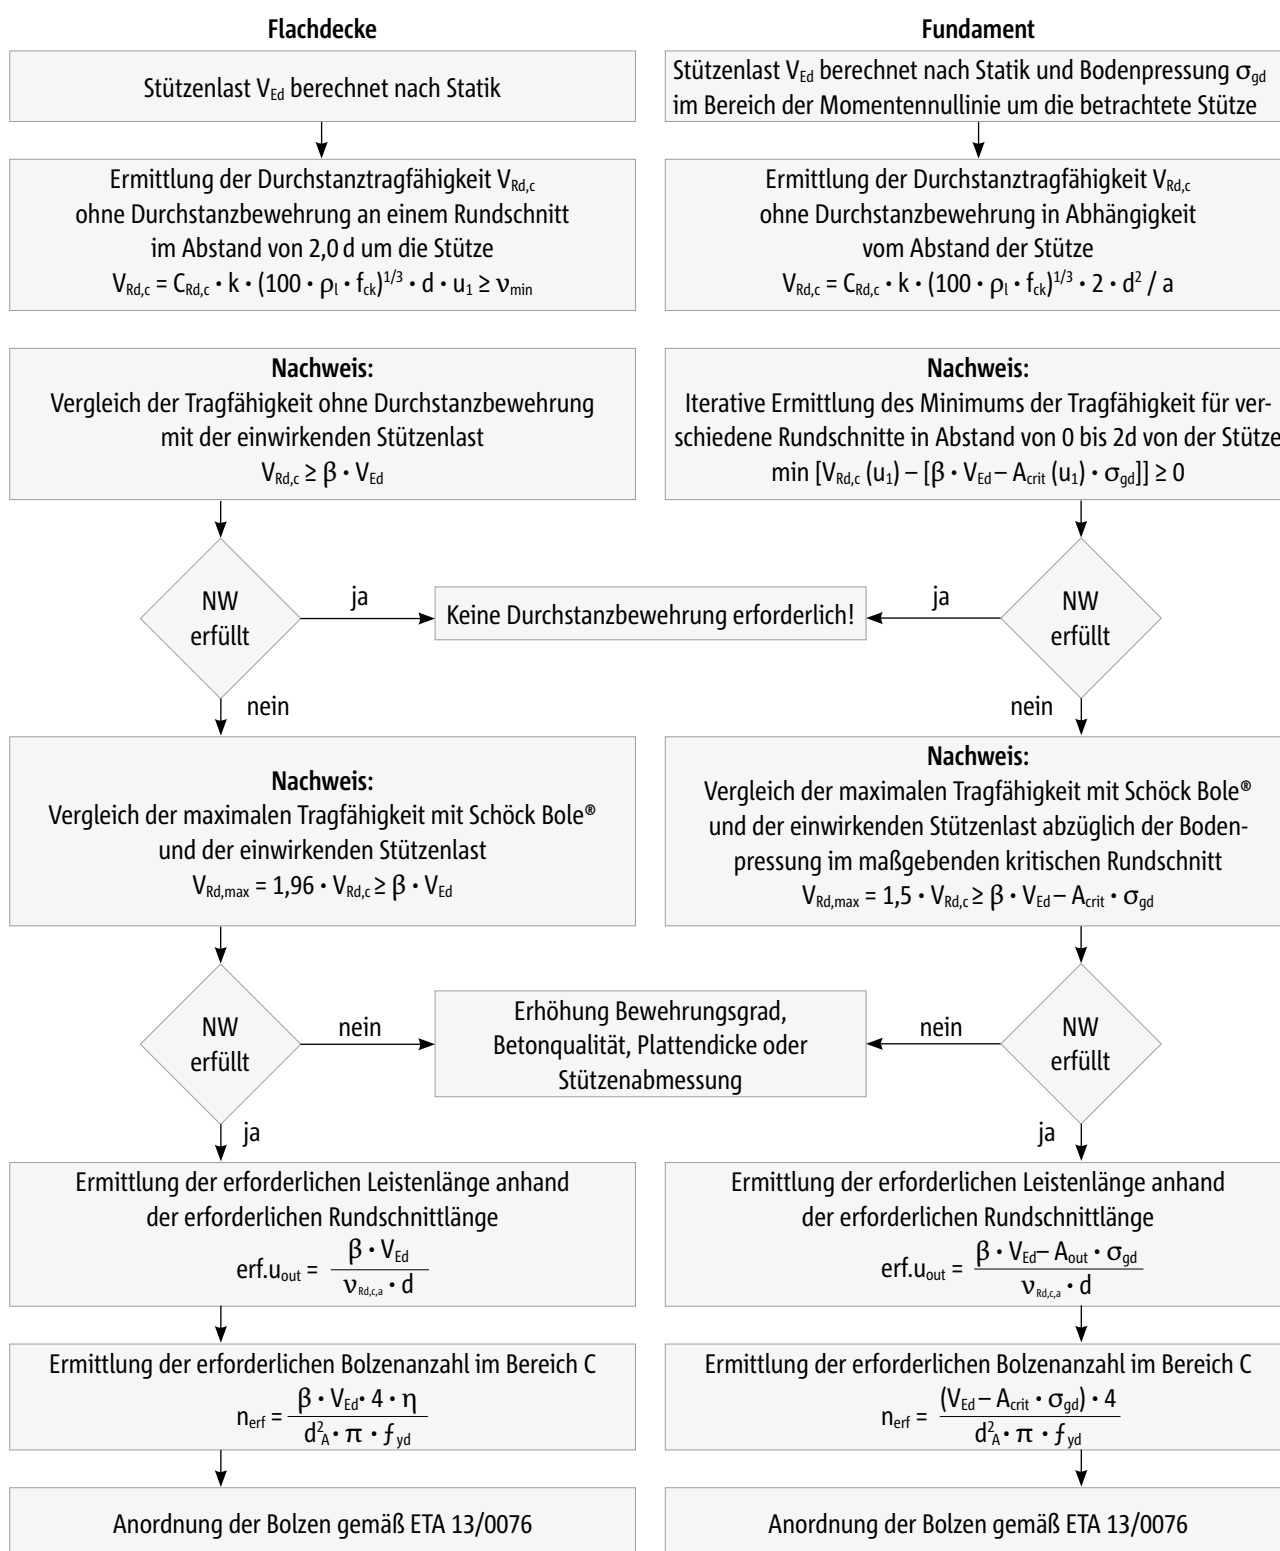 Flachdecke
Stützenlast V_Ed berechnet nach Statik
Fundament
Stützenlast V_Ed berechnet nach Statik und Bodenpressung σ_gd
im Bereich der Momentennullinie um die betrachtete Stütze
Ermittlung der Durchstanztragfähigkeit V_Rd,c
ohne Durchstanzbewehrung an einem Rundschnitt
im Abstand von 2,0 d um die Stütze
V_Rd,c = C_Rd,c • k • (100 • ρ_l • f_ck)^1/3 • d • u_1 ≥ ν_min
Ermittlung der Durchstanztragfähigkeit V_Rd,c
ohne Durchstanzbewehrung in Abhängigkeit
vom Abstand der Stütze
V_Rd,c = C_Rd,c • k • (100 • ρ_l • f_ck)^1/3 • 2 • d^2 / a
Nachweis:
Vergleich der Tragfähigkeit ohne Durchstanzbewehrung
mit der einwirkenden Stützenlast
V_Rd,c ≥ β • V_Ed
Nachweis:
Iterative Ermittlung des Minimums der Tragfähigkeit für ver-
schiedene Rundschnitte in Abstand von 0 bis 2d von der Stütze
min [V_Rd,c (u_1) – [β • V_Ed – A_crit (u_1) • σ_gd]] ≥ 0
NW
erfüllt
ja
nein
Keine Durchstanzbewehrung erforderlich!
ja
NW
erfüllt
nein
Nachweis:
Vergleich der maximalen Tragfähigkeit mit Schöck Bole®
und der einwirkenden Stützenlast
V_Rd,max = 1,96 • V_Rd,c ≥ β • V_Ed
Nachweis:
Vergleich der maximalen Tragfähigkeit mit Schöck Bole®
und der einwirkenden Stützenlast abzüglich der Boden-
pressung im maßgebenden kritischen Rundschnitt
V_Rd,max = 1,5 • V_Rd,c ≥ β • V_Ed – A_crit • σ_gd
NW
erfüllt
nein
ja
Erhöhung Bewehrungsgrad,
Betonqualität, Plattendicke oder
Stützenabmessung
nein
NW
erfüllt
ja
Ermittlung der erforderlichen Leistenlänge anhand
der erforderlichen Rundschnittlänge
erf.u_out = β • V_Ed / ν_Rd,c,a • d
Ermittlung der erforderlichen Leistenlänge anhand
der erforderlichen Rundschnittlänge
erf.u_out = β • V_Ed – A_out • σ_gd / ν_Rd,c,a • d
Ermittlung der erforderlichen Bolzenanzahl im Bereich C
n_erf = β • V_Ed • 4 • η / d^2_A • π • f_yd
Ermittlung der erforderlichen Bolzenanzahl im Bereich C
n_erf = (V_Ed – A_crit • σ_gd) • 4 / d^2_A • π • f_yd
Anordnung der Bolzen gemäß ETA 13/0076
Anordnung der Bolzen gemäß ETA 13/0076